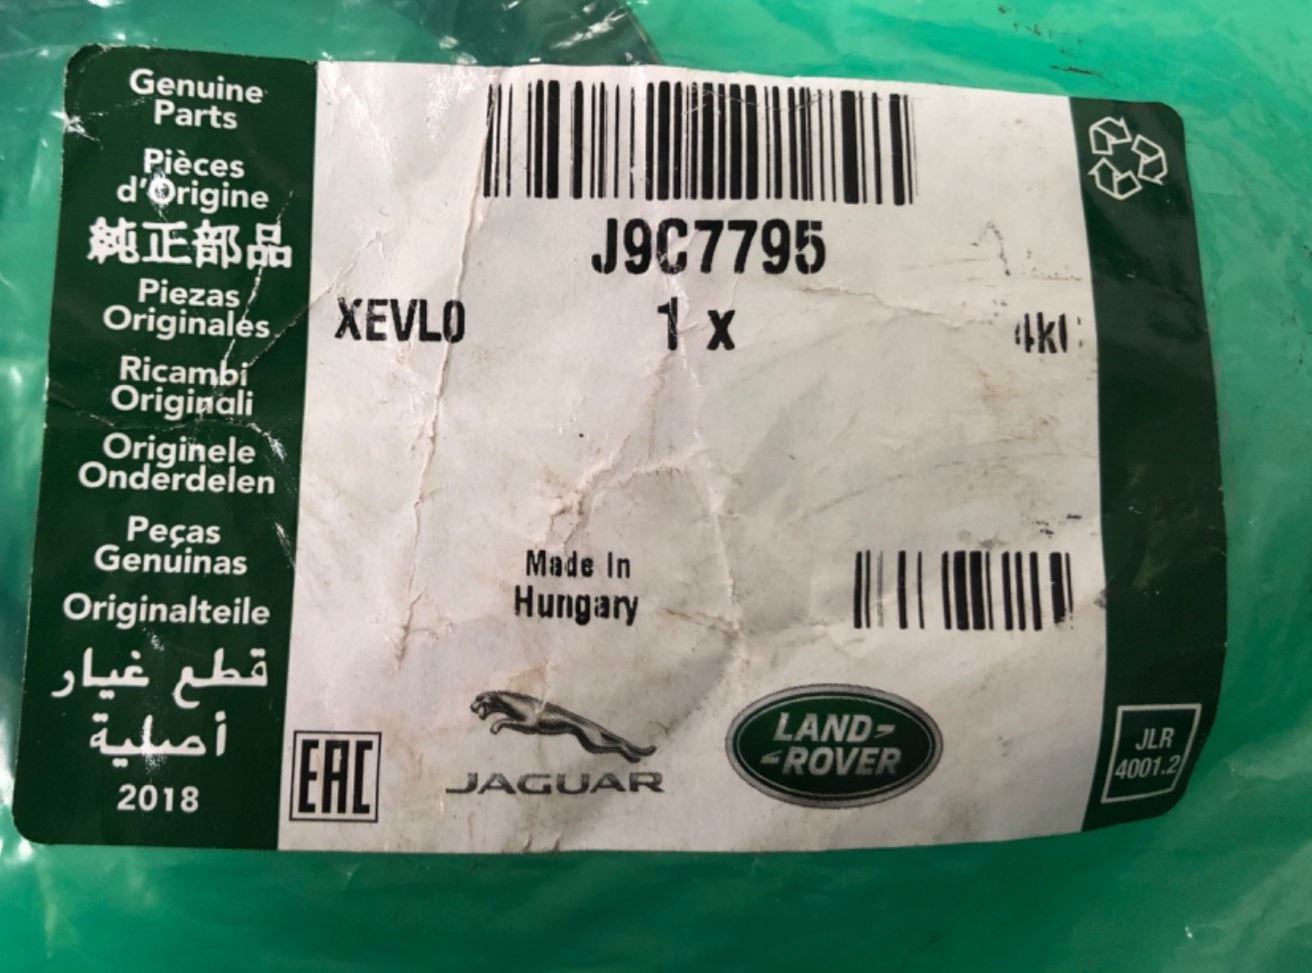 Genuine
Parts
Pièces
d'Origine
純正部品
Piezas
Originales
Ricambi
Originali
Originele
Onderdelen
Peças
Genuinas
Originalteile
قطع غيار
أصلية
2018
J9C7795
XEVLO 1 x
Made In
Hungary
EAC
JAGUAR
LAND-
-ROVER
JLR
4001.2